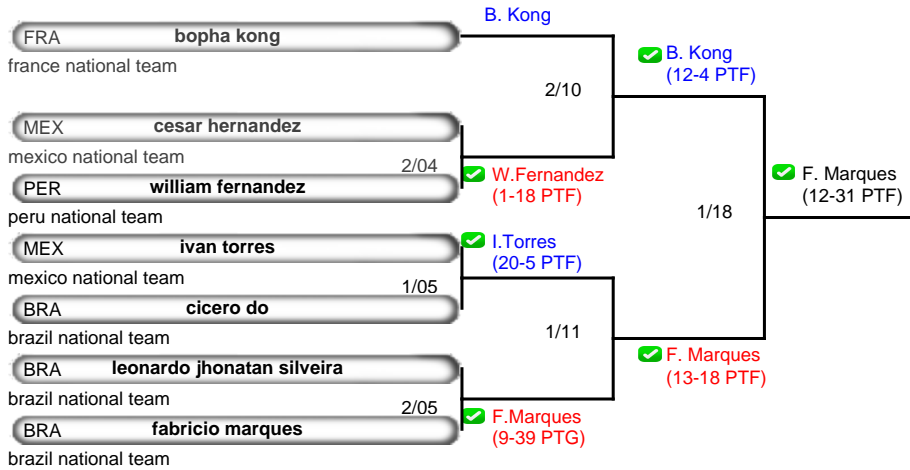 B. Kong
FRA bopha kong
france national team
B. Kong
(12-4 PTF)
2/10
MEX cesar hernandez
mexico national team
2/04
W.Fernandez
(1-18 PTF)
PER william fernandez
peru national team
F. Marques
(12-31 PTF)
1/18
MEX ivan torres
I.Torres
(20-5 PTF)
mexico national team
1/05
BRA cicero do
brazil national team
1/11
BRA leonardo jhonatan silveira
F. Marques
(13-18 PTF)
brazil national team
2/05
F.Marques
(9-39 PTG)
BRA fabricio marques
brazil national team